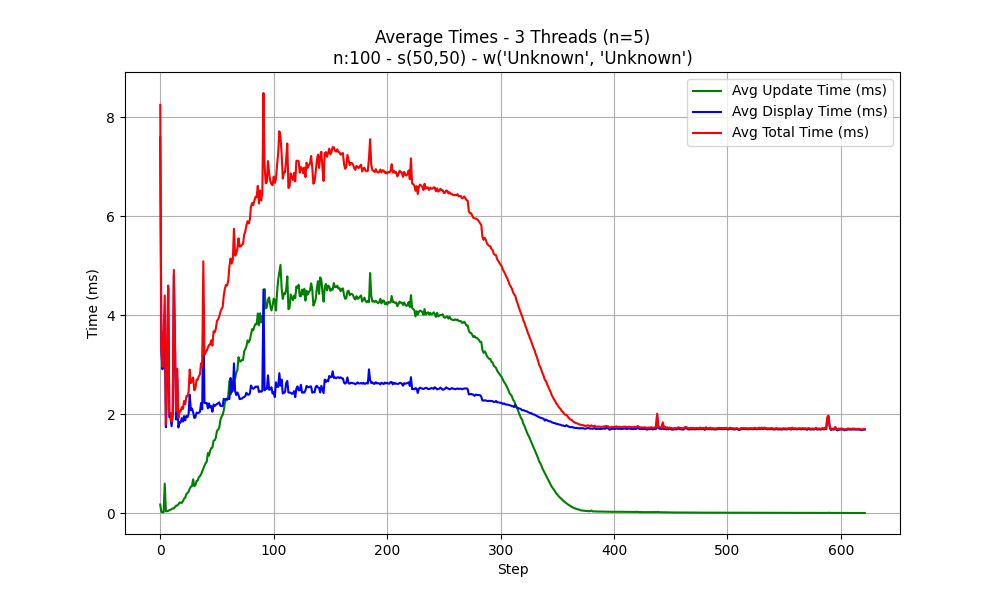 Average Times - 3 Threads (n=5)
n:100 - s(50,50) - w('Unknown', 'Unknown')
Avg Update Time (ms)
Avg Display Time (ms)
Avg Total Time (ms)
Time (ms)
8
6
4
2
0
0 100 200 300 400 500 600
Step